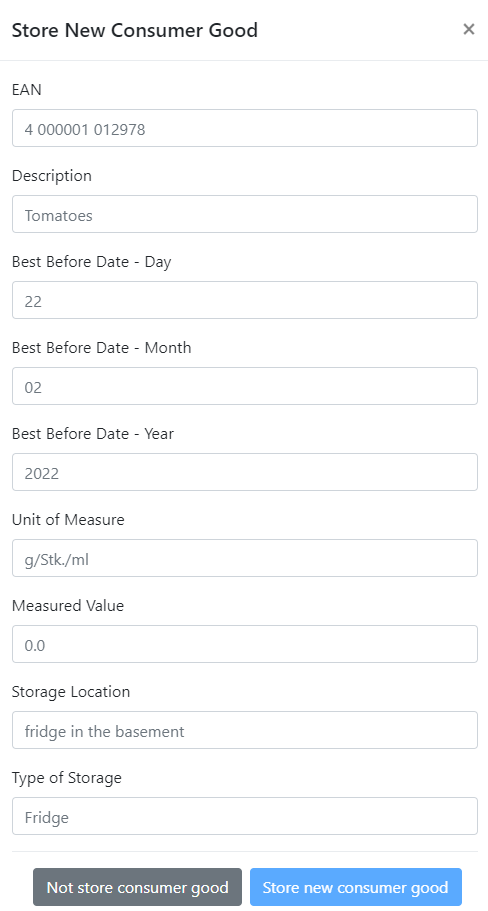 Store New Consumer Good ×
EAN
4 000001 012978
Description
Tomatoes
Best Before Date - Day
22
Best Before Date - Month
02
Best Before Date - Year
2022
Unit of Measure
g/Stk./ml
Measured Value
0.0
Storage Location
fridge in the basement
Type of Storage
Fridge
Not store consumer good Store new consumer good